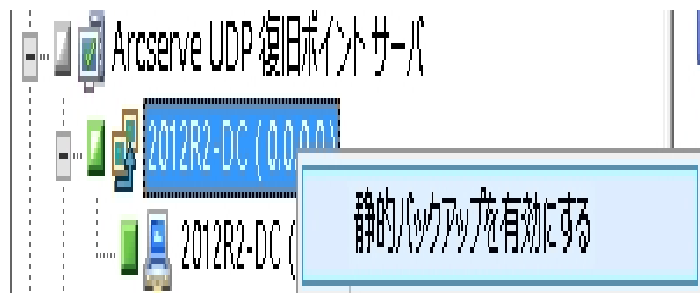 Arcserve UDP 復旧ポイント サーバ
2012R2-DC ( 0.0.0.0)
静的バックアップを有効にする
2012R2-DC (